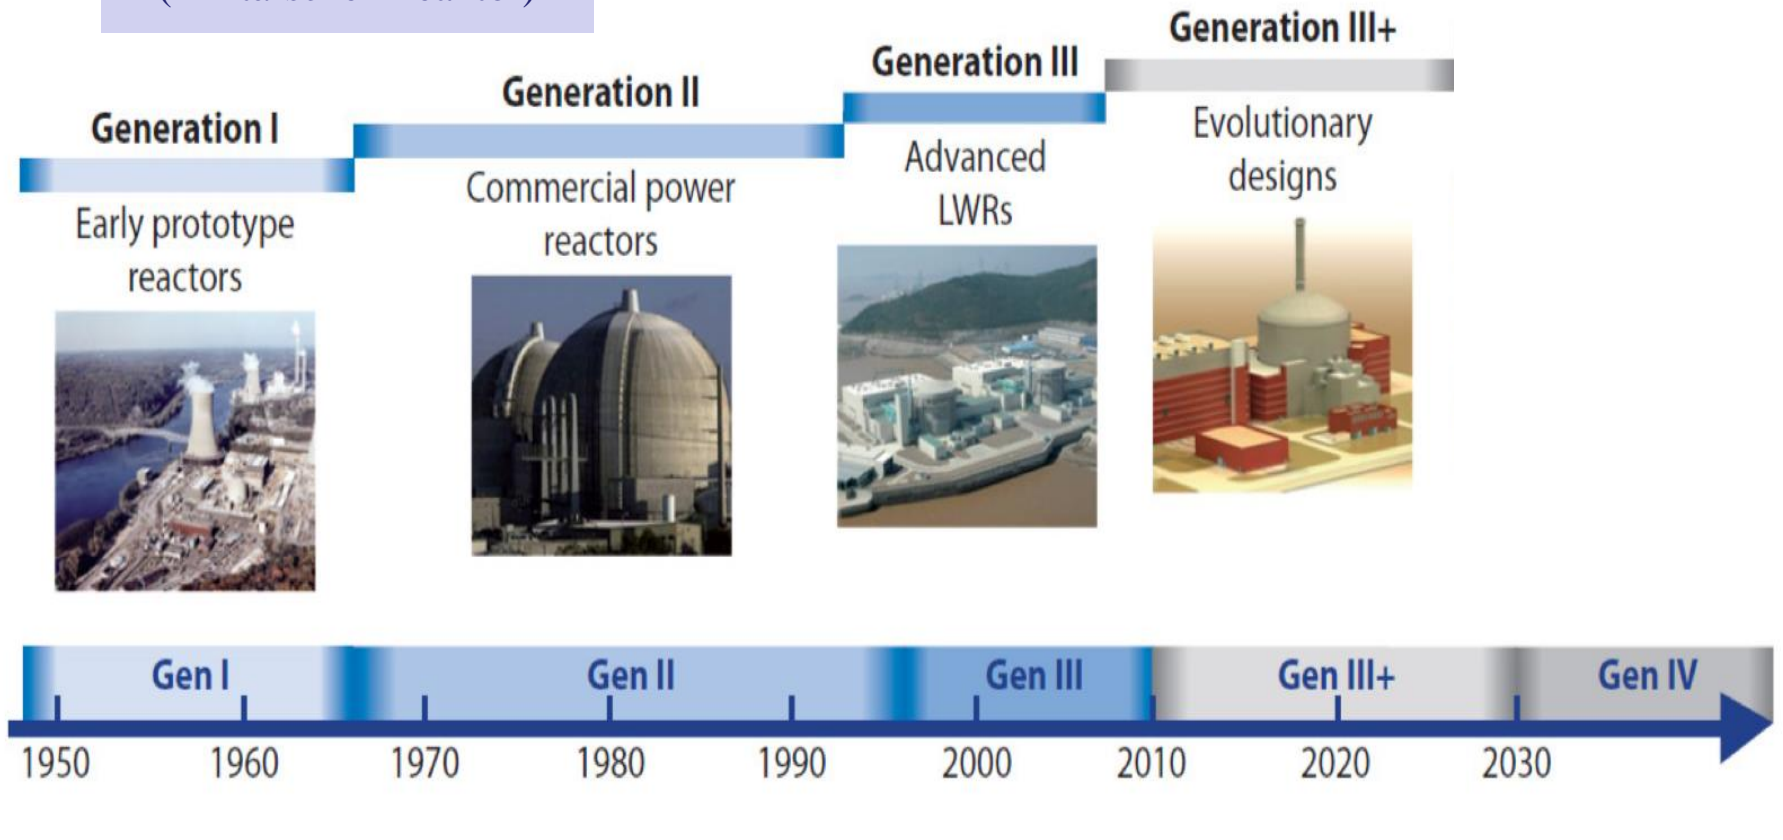 Generation I
Early prototype
reactors
Generation II
Commercial power
reactors
Generation III
Advanced
LWRs
Generation III+
Evolutionary
designs
Gen I
Gen II
Gen III
Gen III+
Gen IV
1950
1960
1970
1980
1990
2000
2010
2020
2030